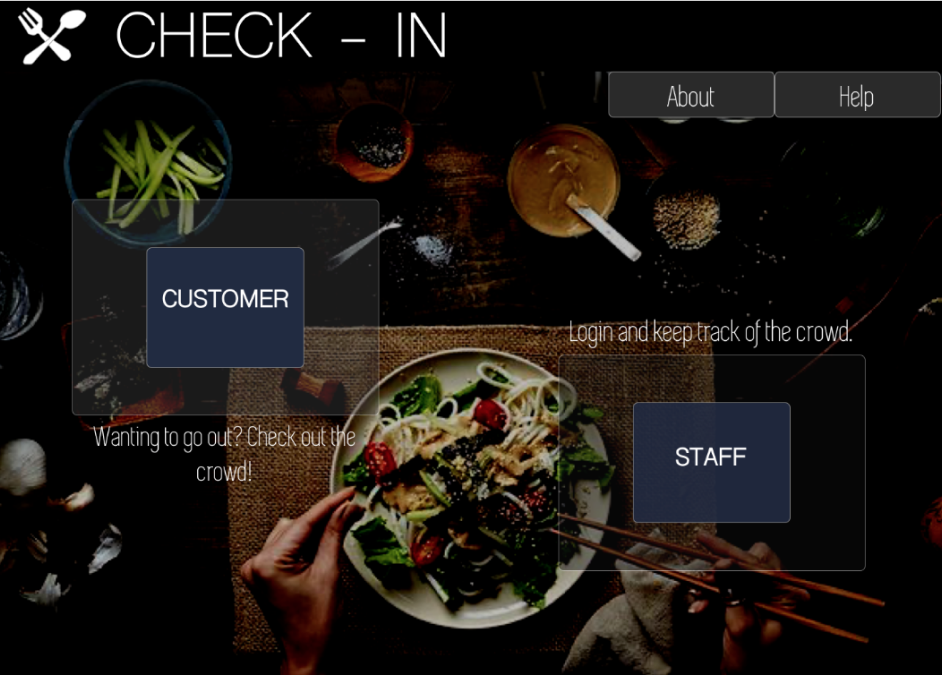 CHECK - IN
About
Help
CUSTOMER
Login and keep track of the crowd.
Wanting to go out? Check out the
crowd!
STAFF